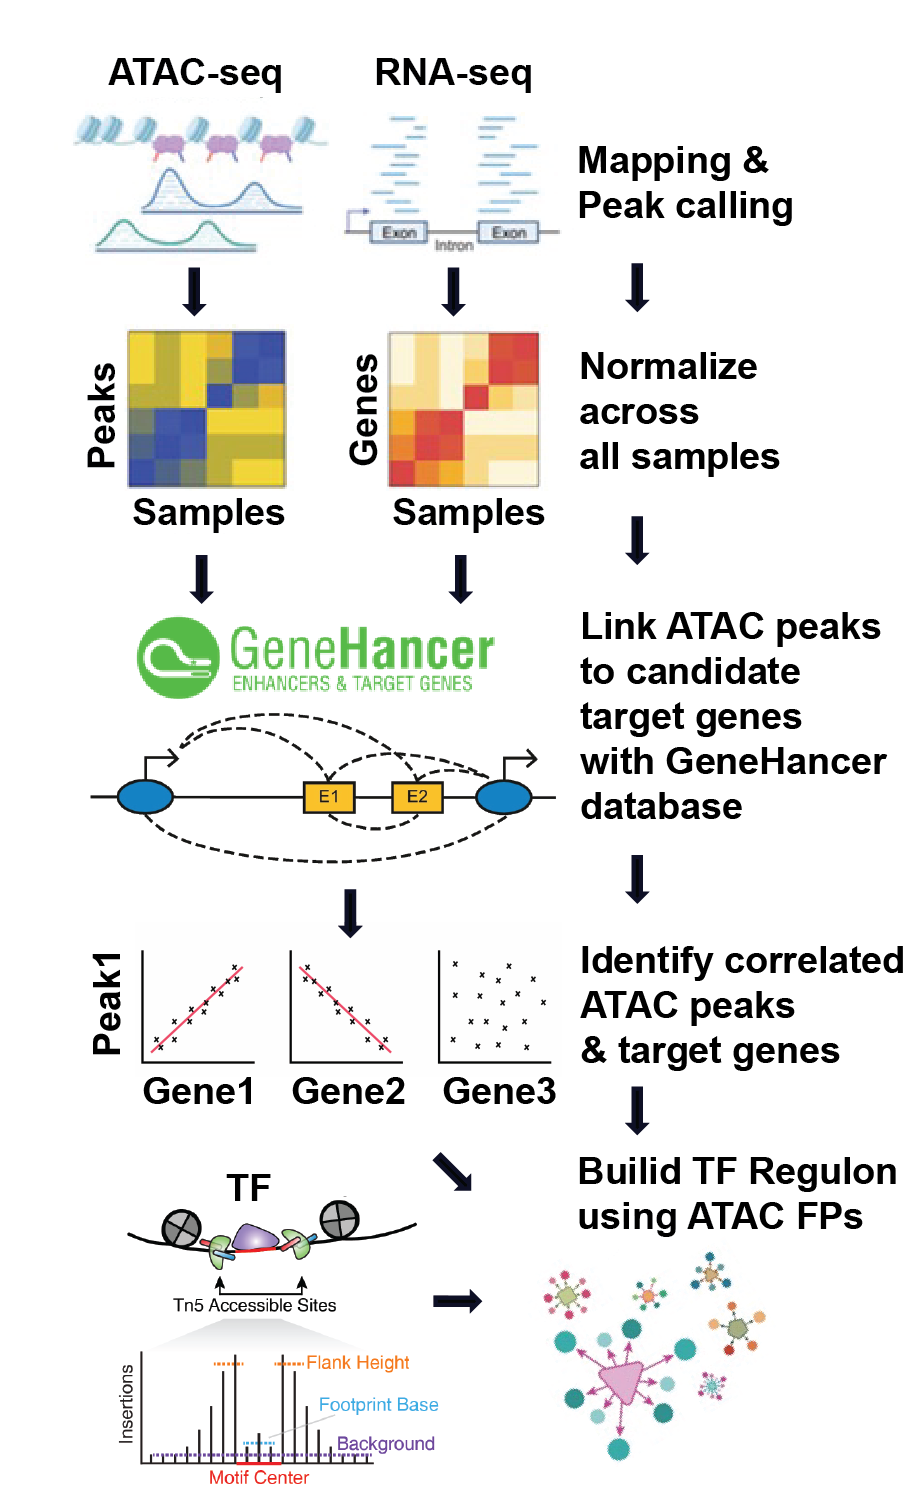 ATAC-seq
RNA-seq
Mapping &
Peak calling
Exon
Intron
Exon
Peaks
Samples
Genes
Samples
Normalize
across
all samples
GeneHancer
ENHANCERS & TARGET GENES
E1
E2
Link ATAC peaks
to candidate
target genes
with GeneHancer
database
Peak1
Gene1
Gene2
Gene3
Identify correlated
ATAC peaks
& target genes
TF
Tn5 Accessible Sites
Builid TF Regulon
using ATAC FPs
Insertions
Flank Height
Footprint Base
Background
Motif Center